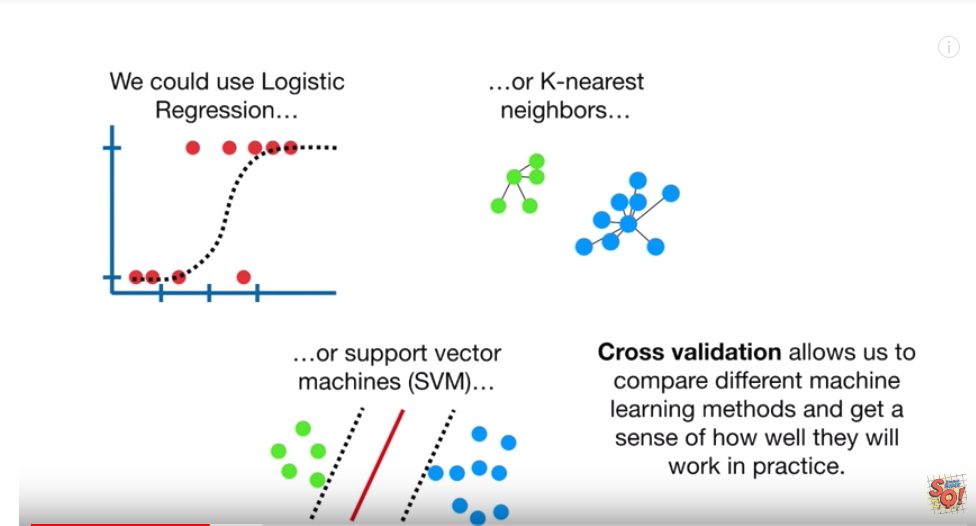 We could use Logistic
Regression…
…or K-nearest
neighbors…
…or support vector
machines (SVM)…
Cross validation allows us to
compare different machine
learning methods and get a
sense of how well they will
work in practice.
SQ!